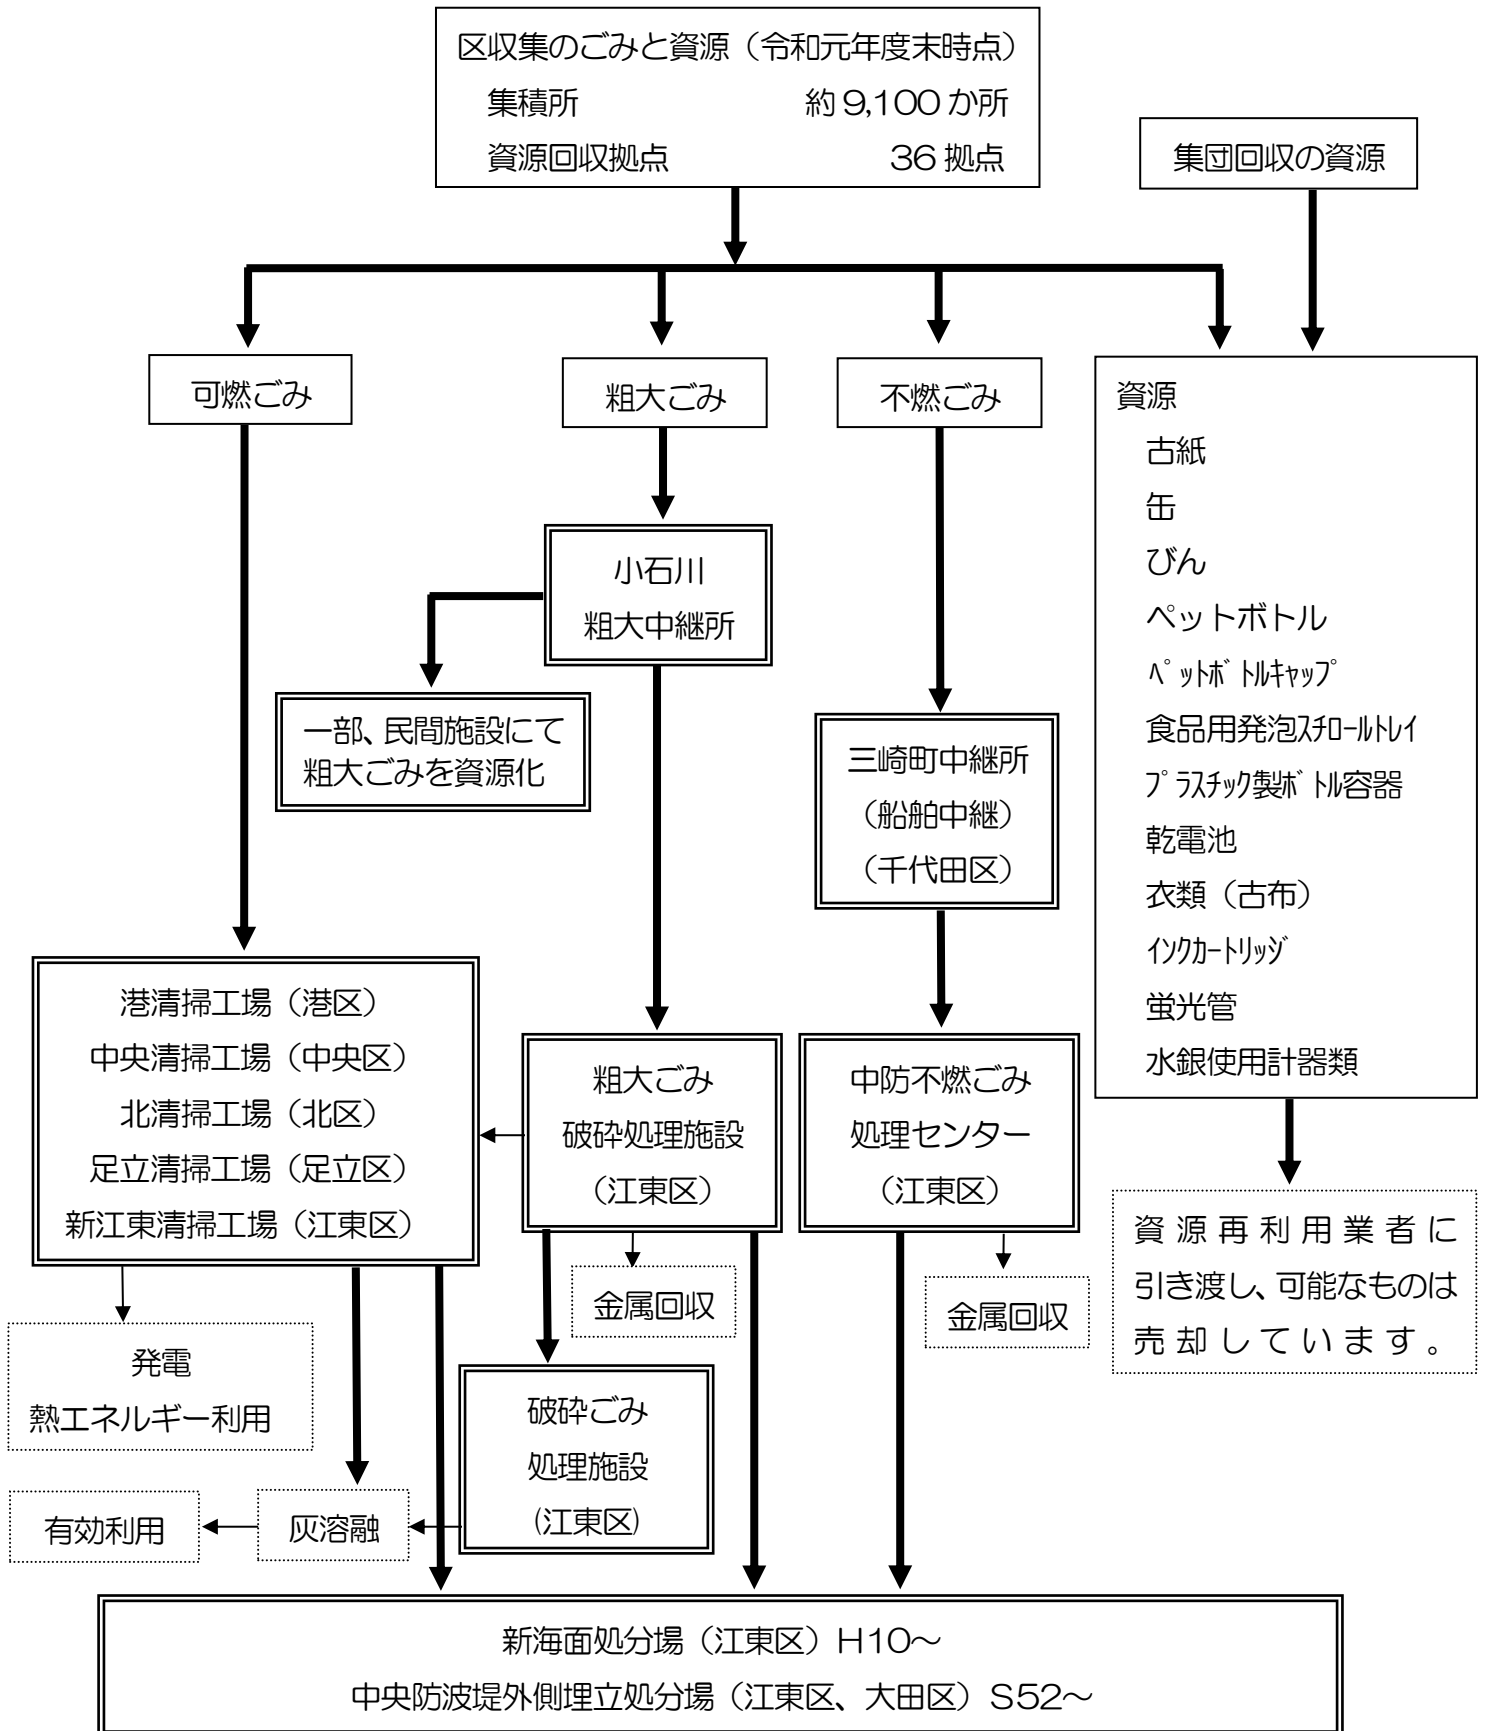 区収集のごみと資源（令和元年度末時点）
集積所 約9,100か所
資源回収拠点 36拠点
集団回収の資源
可燃ごみ
粗大ごみ
不燃ごみ
資源
古紙
缶
びん
ペットボトル
ﾍﾟｯﾄﾎﾞﾄﾙｷｬｯﾌﾟ
食品用発泡ｽﾁﾛｰﾙﾄﾚｲ
ﾌﾟﾗｽﾁｯｸ製ﾎﾞﾄﾙ容器
乾電池
衣類（古布）
ｲﾝｸｶｰﾄﾘｯｼﾞ
蛍光管
水銀使用計器類
小石川
粗大中継所
一部、民間施設にて
粗大ごみを資源化
三崎町中継所
（船舶中継）
（千代田区）
港清掃工場（港区）
中央清掃工場（中央区）
北清掃工場（北区）
足立清掃工場（足立区）
新江東清掃工場（江東区）
粗大ごみ
破砕処理施設
（江東区）
中防不燃ごみ
処理センター
（江東区）
資源再利用業者に
引き渡し、可能なものは
売却しています。
金属回収
金属回収
発電
熱エネルギー利用
破砕ごみ
処理施設
(江東区)
灰溶融
有効利用
新海面処分場（江東区）H10～
中央防波堤外側埋立処分場（江東区、大田区）S52～